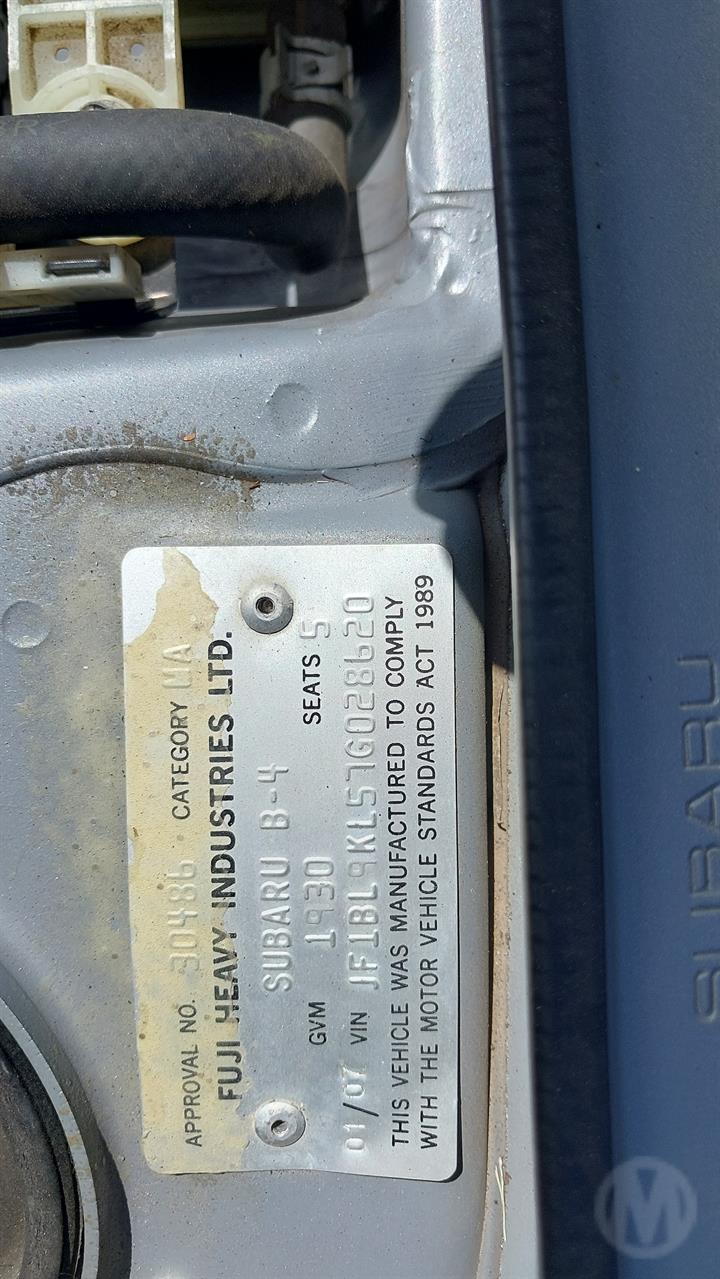 APPROVAL NO. 30486 CATEGORY MA
FUJI HEAVY INDUSTRIES LTD.
SUBARU B-4
GVM 1930 SEATS 5
01/07 VIN JF1BL9KL57G028620
THIS VEHICLE WAS MANUFACTURED TO COMPLY
WITH THE MOTOR VEHICLE STANDARDS ACT 1989
SUBARU
M